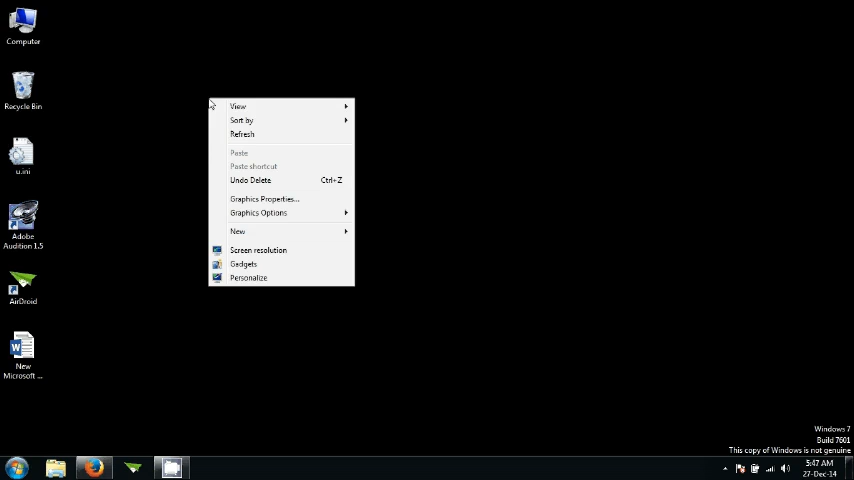 Computer
Recycle Bin
u.ini
Adobe
Audition 1.5
AirDroid
New
Microsoft ...
View
Sort by
Refresh
Paste
Paste shortcut
Undo Delete Ctrl+Z
Graphics Properties...
Graphics Options
New
Screen resolution
Gadgets
Personalize
Windows 7
Build 7601
This copy of Windows is not genuine
5:47 AM
27-Dec-14